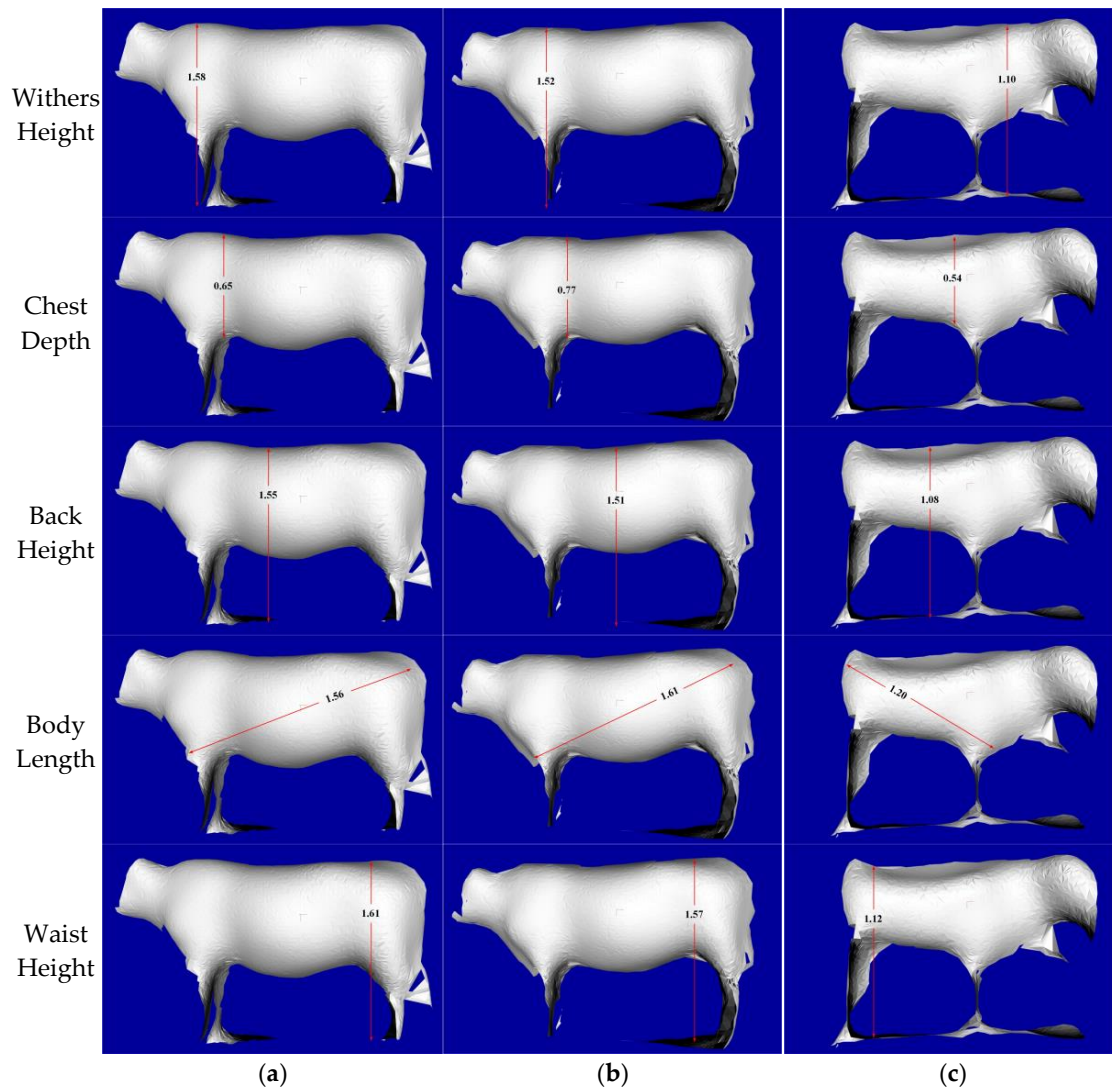 Withers
Height
1.58
1.52
1.10
Chest
Depth
0.65
0.77
0.54
Back
Height
1.55
1.51
1.08
Body
Length
1.56
1.61
1.20
Waist
Height
1.61
1.57
1.12
(a)
(b)
(c)